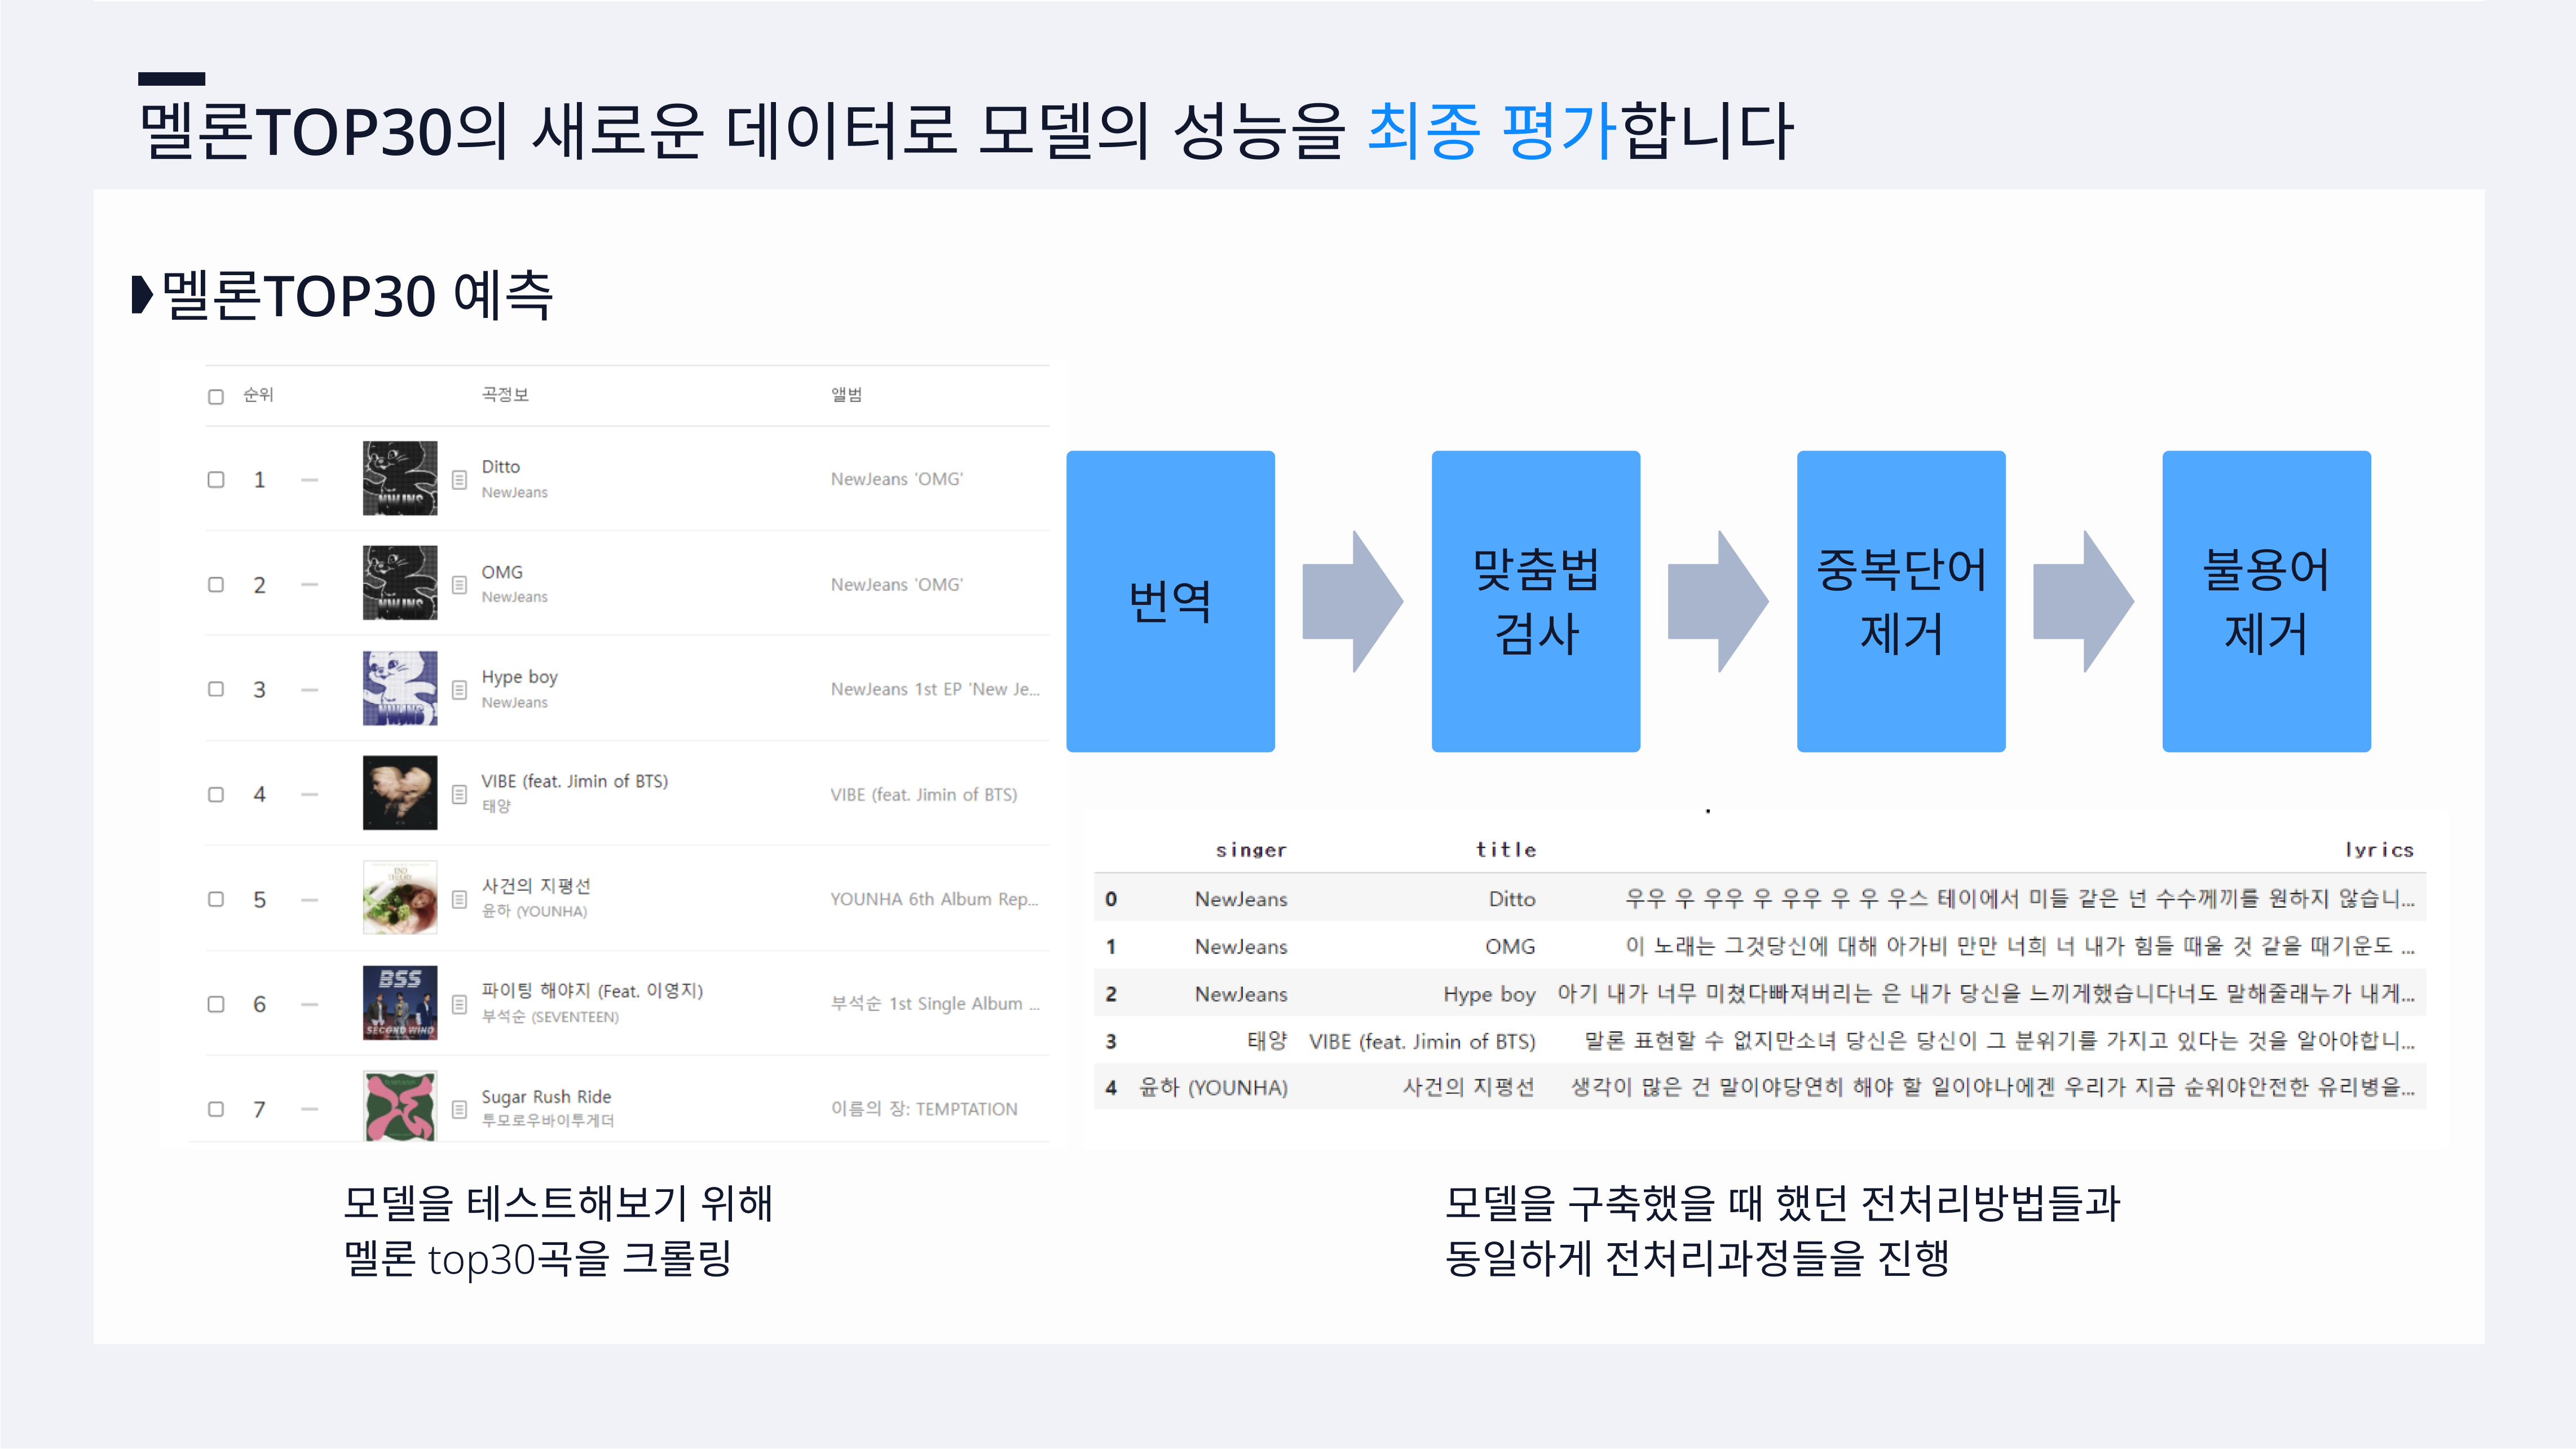 멜론TOP30의 새로운 데이터로 모델의 성능을 최종 평가합니다
멜론TOP30 예측
순위 곡정보 앨범
1 Ditto NewJeans 'OMG'
NewJeans
2 OMG NewJeans 'OMG'
NewJeans
3 Hype boy NewJeans 1st EP 'New Je...
NewJeans
4 VIBE (feat. Jimin of BTS) VIBE (feat. Jimin of BTS)
태양
5 사건의 지평선 YOUNHA 6th Album Rep...
윤하 (YOUNHA)
BSS
SECOND WIND
6 파이팅 해야지 (Feat. 이영지) 부석순 1st Single Album ...
부석순 (SEVENTEEN)
7 Sugar Rush Ride 이름의 장: TEMPTATION
투모로우바이투게더
모델을 테스트해보기 위해
멜론 top30곡을 크롤링
번역
맞춤법
검사
중복단어
제거
불용어
제거
singer title lyrics
0 NewJeans Ditto 우우 우 우우 우 우우 우 우 우스 테이에서 미들 같은 넌 수수께끼를 원하지 않습니...
1 NewJeans OMG 이 노래는 그것당신에 대해 아가비 만만 너희 너 내가 힘들 때울 것 같을 때기운도 ...
2 NewJeans Hype boy 아기 내가 너무 미쳤다빠져버리는 은 내가 당신을 느끼게했습니다너도 말해줄래누가 내게...
3 태양 VIBE (feat. Jimin of BTS) 말론 표현할 수 없지만소녀 당신은 당신이 그 분위기를 가지고 있다는 것을 알아야합니...
4 윤하 (YOUNHA) 사건의 지평선 생각이 많은 건 말이야당연히 해야 할 일이야나에겐 우리가 지금 순위야안전한 유리병을...
모델을 구축했을 때 했던 전처리방법들과
동일하게 전처리과정들을 진행